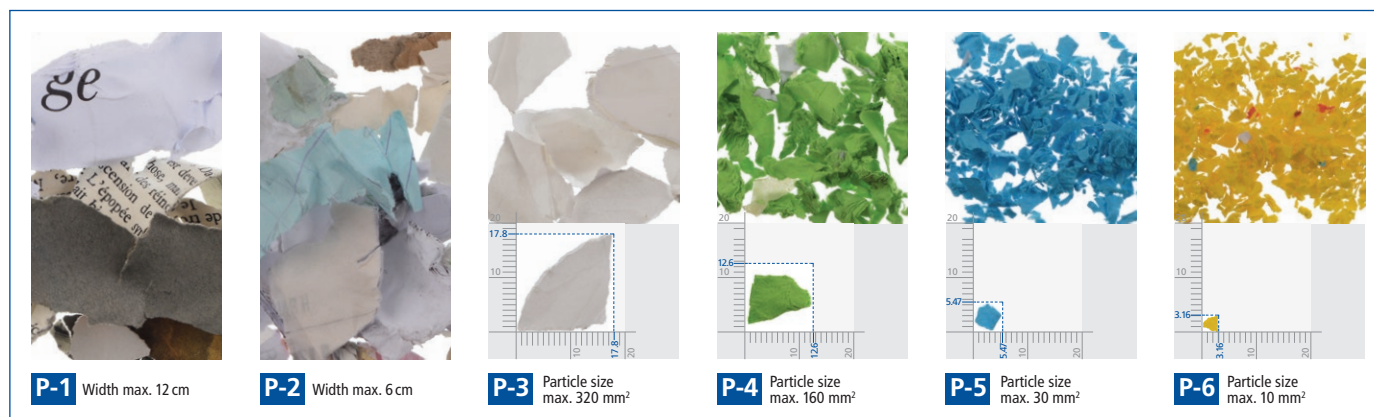 ge
L'épopée
20
17.8
10
10
17.8
20
20
12.6
10
10
12.6
20
20
5.47
10
5.47
10
20
20
10
3.16
3.16
10
20
P-1 Width max. 12 cm
P-2 Width max. 6 cm
P-3 Particle size
max. 320 mm²
P-4 Particle size
max. 160 mm²
P-5 Particle size
max. 30 mm²
P-6 Particle size
max. 10 mm²